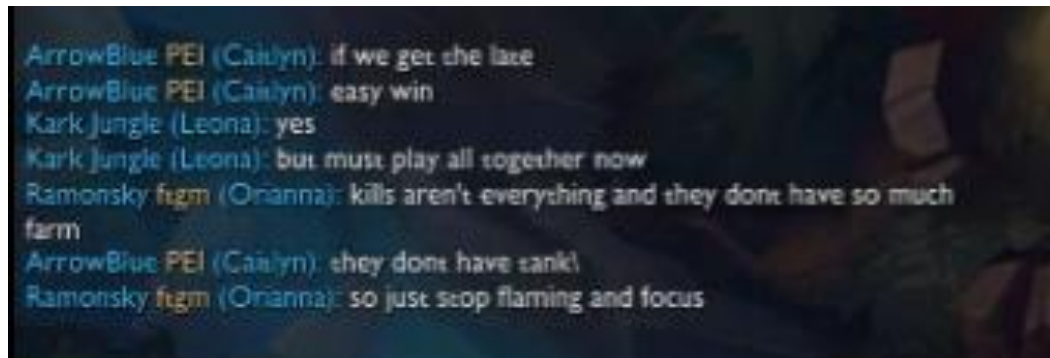 ArrowBlue PEI (Caitlyn): if we get the late
ArrowBlue PEI (Caitlyn): easy win
Kark Jungle (Leona): yes
Kark Jungle (Leona): but must play all together now
Ramonsky ftgm (Orianna): kills aren't everything and they dont have so much
farm
ArrowBlue PEI (Caitlyn): they dont have tank\
Ramonsky ftgm (Orianna): so just stop flaming and focus